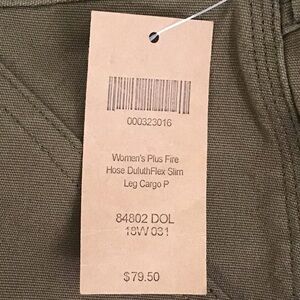 000323016
Women's Plus Fire
Hose DuluthFlex Slim
Leg Cargo P
84802 DOL
18W 031
$79.50